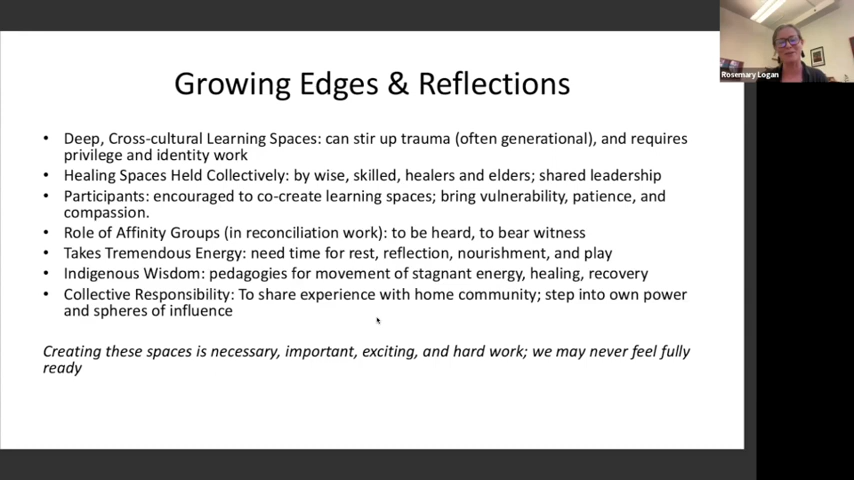 Growing Edges & Reflections
• Deep, Cross-cultural Learning Spaces: can stir up trauma (often generational), and requires
privilege and identity work
• Healing Spaces Held Collectively: by wise, skilled, healers and elders; shared leadership
• Participants: encouraged to co-create learning spaces; bring vulnerability, patience, and
compassion.
• Role of Affinity Groups (in reconciliation work): to be heard, to bear witness
• Takes Tremendous Energy: need time for rest, reflection, nourishment, and play
• Indigenous Wisdom: pedagogies for movement of stagnant energy, healing, recovery
• Collective Responsibility: To share experience with home community; step into own power
and spheres of influence
Creating these spaces is necessary, important, exciting, and hard work; we may never feel fully
ready
Rosemary Logan